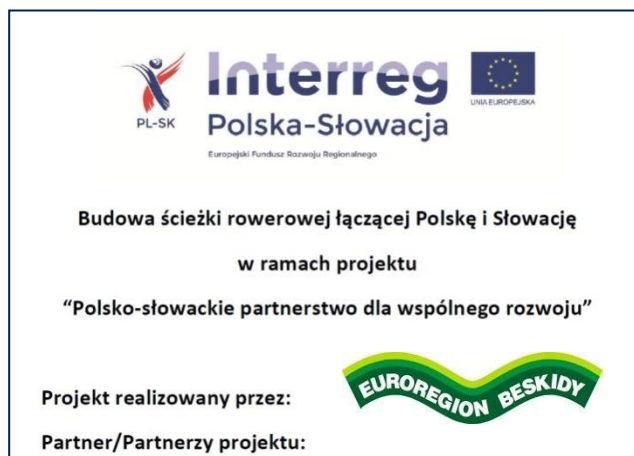 PL-SK
Interreg
Polska-Słowacja
Europejski Fundusz Rozwoju Regionalnego
UNIA EUROPEJSKA
Budowa ścieżki rowerowej łączącej Polskę i Słowację
w ramach projektu
“Polsko-słowackie partnerstwo dla wspólnego rozwoju”
Projekt realizowany przez:
EUROREGION BESKIDY
Partner/Partnerzy projektu: